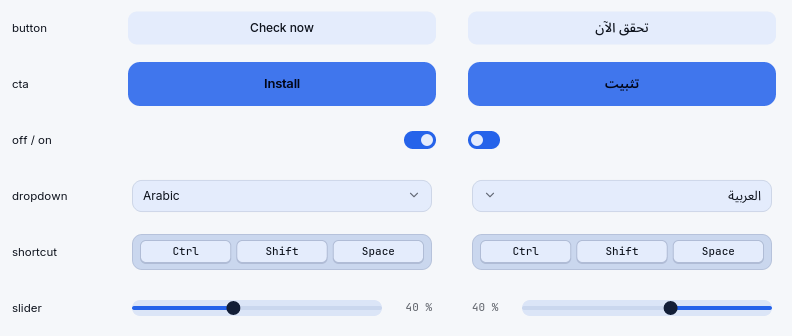 button Check now تحقق الآن
cta Install تثبيت
off / on
dropdown Arabic العربية
shortcut Ctrl Shift Space Ctrl Shift Space
slider 40 % 40 %